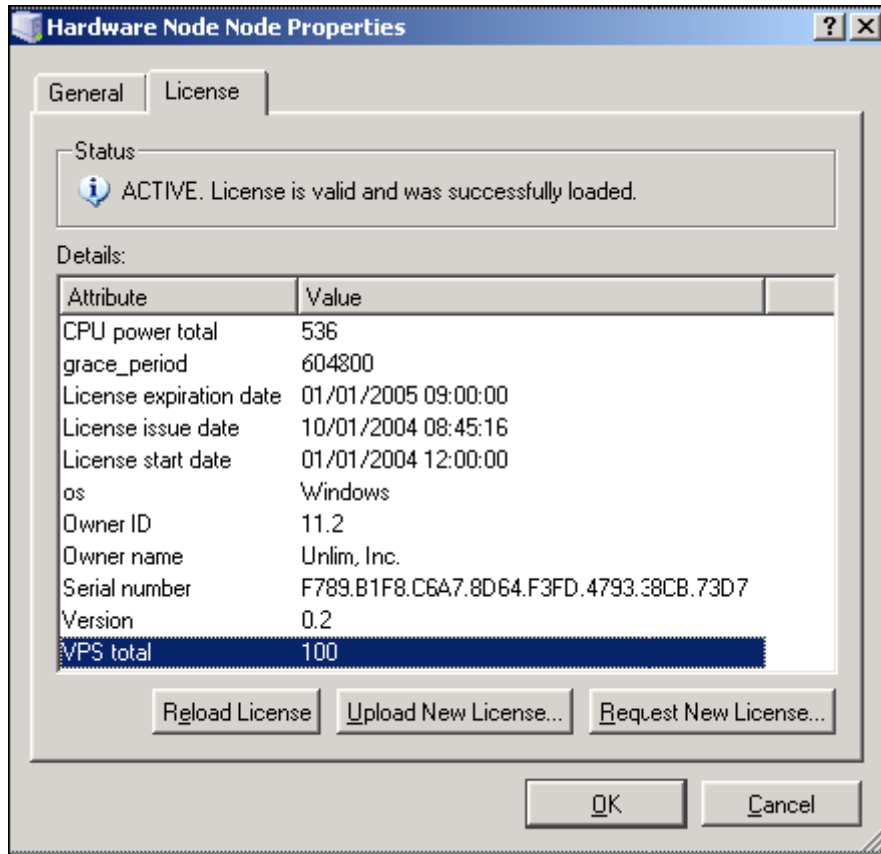 Hardware Node Node Properties
General License
Status
ACTIVE. License is valid and was successfully loaded.
Details:
Attribute Value
CPU power total 536
grace_period 604800
License expiration date 01/01/2005 09:00:00
License issue date 10/01/2004 08:45:16
License start date 01/01/2004 12:00:00
os Windows
Owner ID 11.2
Owner name Unlim, Inc.
Serial number F789.B1F8.C6A7.8D64.F3FD.4793.38CB.73D7
Version 0.2
VPS total 100
Reload License Upload New License... Request New License...
OK Cancel